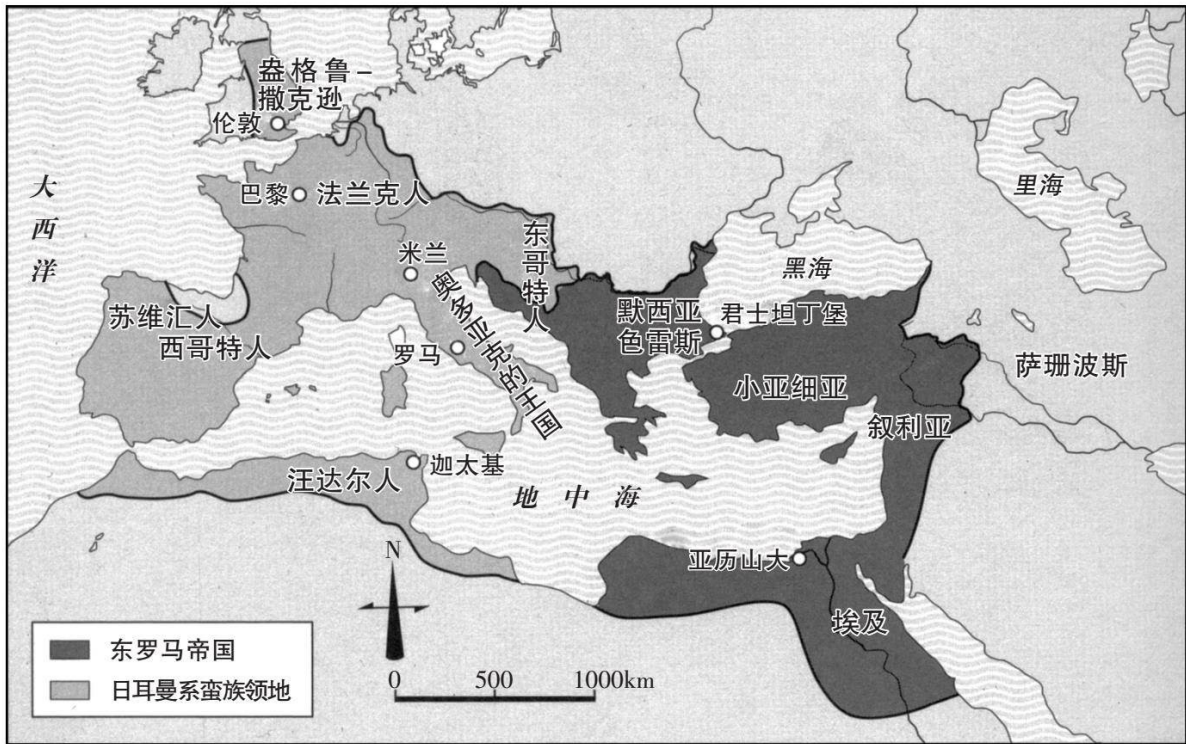 盎格鲁–
撒克逊
伦敦
大西洋
巴黎
法兰克人
里海
东哥特人
米兰
黑海
奥多亚克的王国
苏维汇人
西哥特人
默西亚
色雷斯
君士坦丁堡
罗马
萨珊波斯
小亚细亚
叙利亚
汪达尔人
迦太基
地中海
N
亚历山大
埃及
东罗马帝国
日耳曼系蛮族领地
0 500 1000km